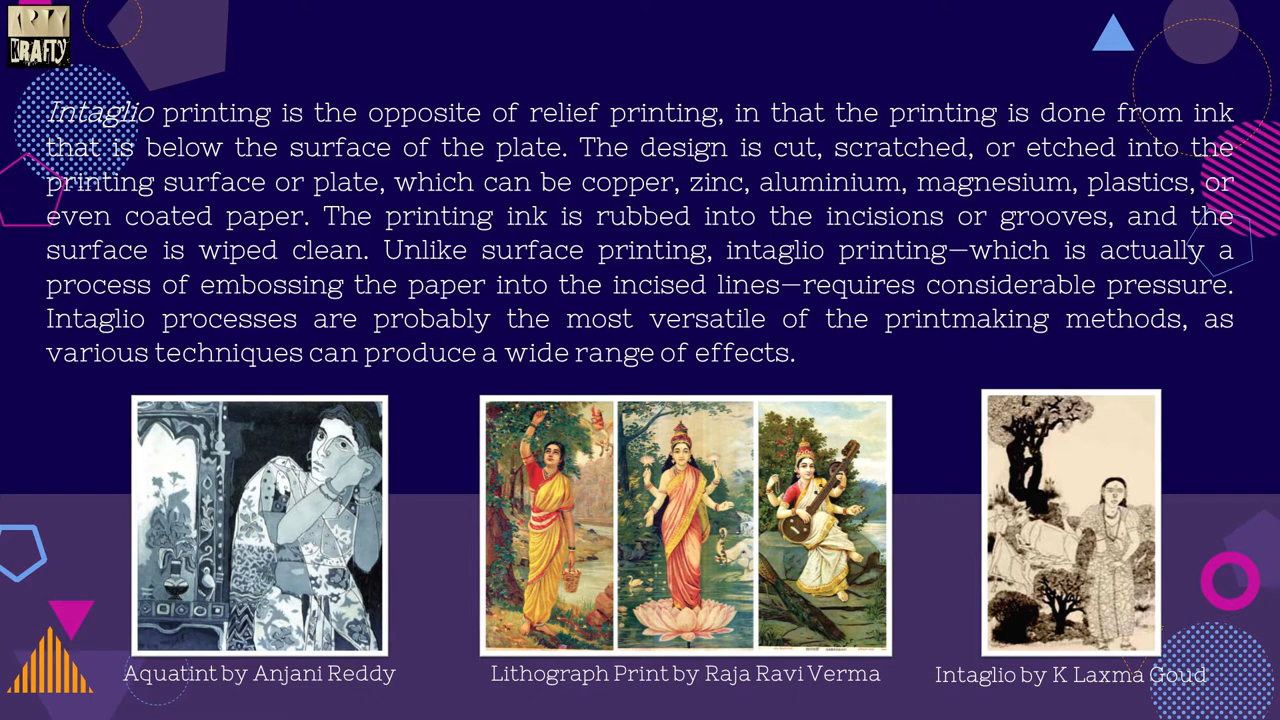 ARTY
KRAFTY
Intaglio printing is the opposite of relief printing, in that the printing is done from ink
that is below the surface of the plate. The design is cut, scratched, or etched into the
printing surface or plate, which can be copper, zinc, aluminium, magnesium, plastics, or
even coated paper. The printing ink is rubbed into the incisions or grooves, and the
surface is wiped clean. Unlike surface printing, intaglio printing—which is actually a
process of embossing the paper into the incised lines—requires considerable pressure.
Intaglio processes are probably the most versatile of the printmaking methods, as
various techniques can produce a wide range of effects.
Aquatint by Anjani Reddy
Lithograph Print by Raja Ravi Verma
Intaglio by K Laxma Goud